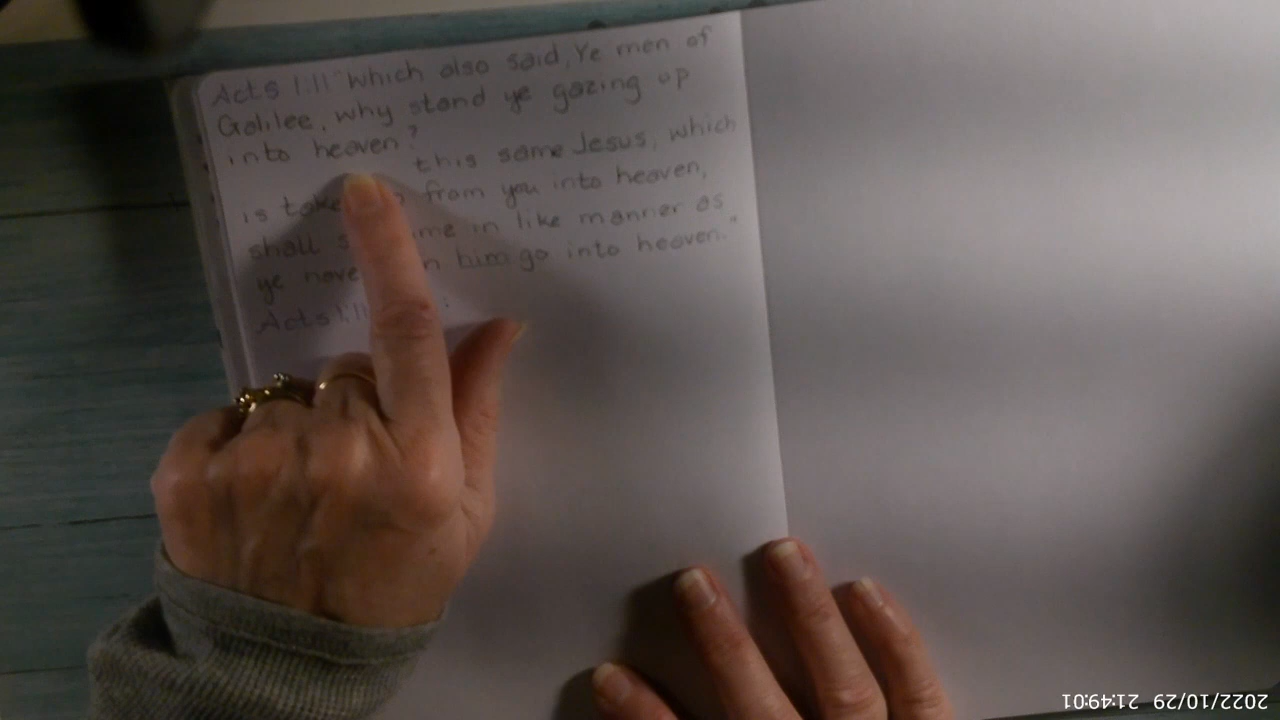 Acts 1:11 "Which also said, Ye men of
Galilee, why stand ye gazing up
into heaven? this same Jesus, which
is from you into heaven,
shall in like manner as
ye have him go into heaven."
Acts 1:11
2022/10/29 21:49:01